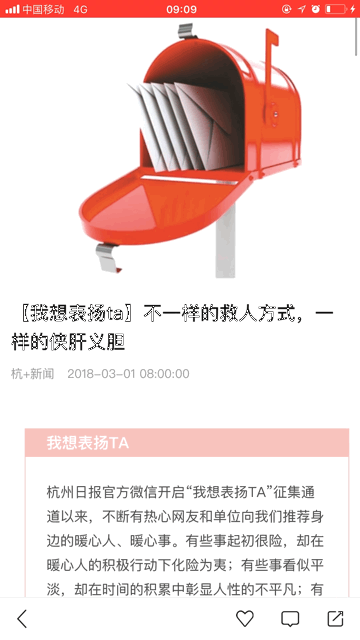 中国移动 4G 09:09
【我想表扬ta】不一样的救人方式，一
样的侠肝义胆
杭+新闻 2018-03-01 08:00:00
我想表扬TA
杭州日报官方微信开启“我想表扬TA”征集通
道以来，不断有热心网友和单位向我们推荐身
边的暖心人、暖心事。有些事起初很险，却在
暖心人的积极行动下化险为夷；有些事看似平
淡，却在时间的积累中彰显人性的不平凡；有